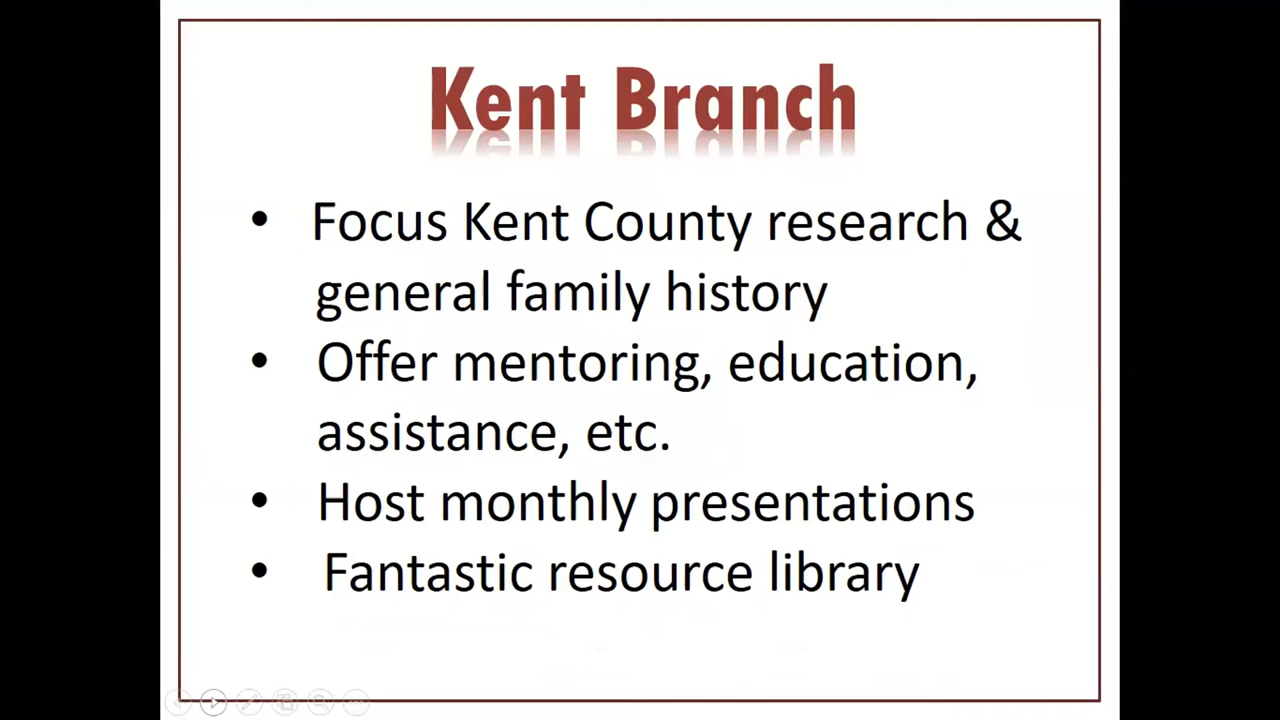 Kent Branch
• Focus Kent County research &
general family history
• Offer mentoring, education,
assistance, etc.
• Host monthly presentations
• Fantastic resource library